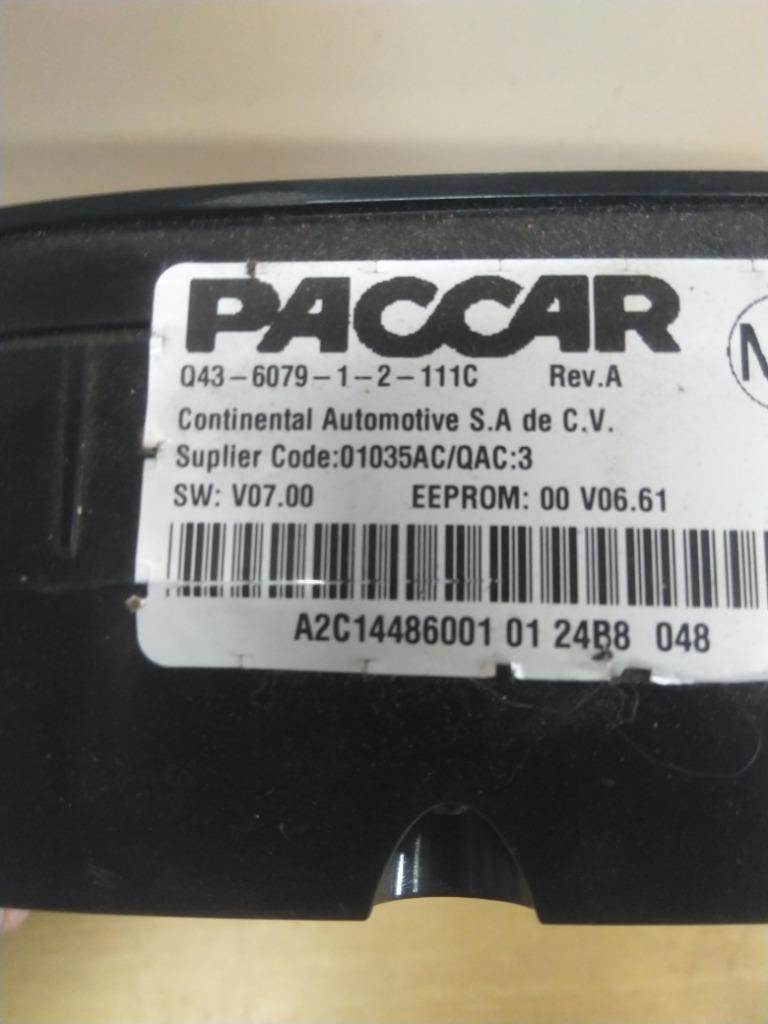 PACCAR
Q43-6079-1-2-111C Rev.A
Continental Automotive S.A de C.V.
Suplier Code:01035AC/QAC:3
SW: V07.00 EEPROM: 00 V06.61
A2C14486001 01 24B8 048